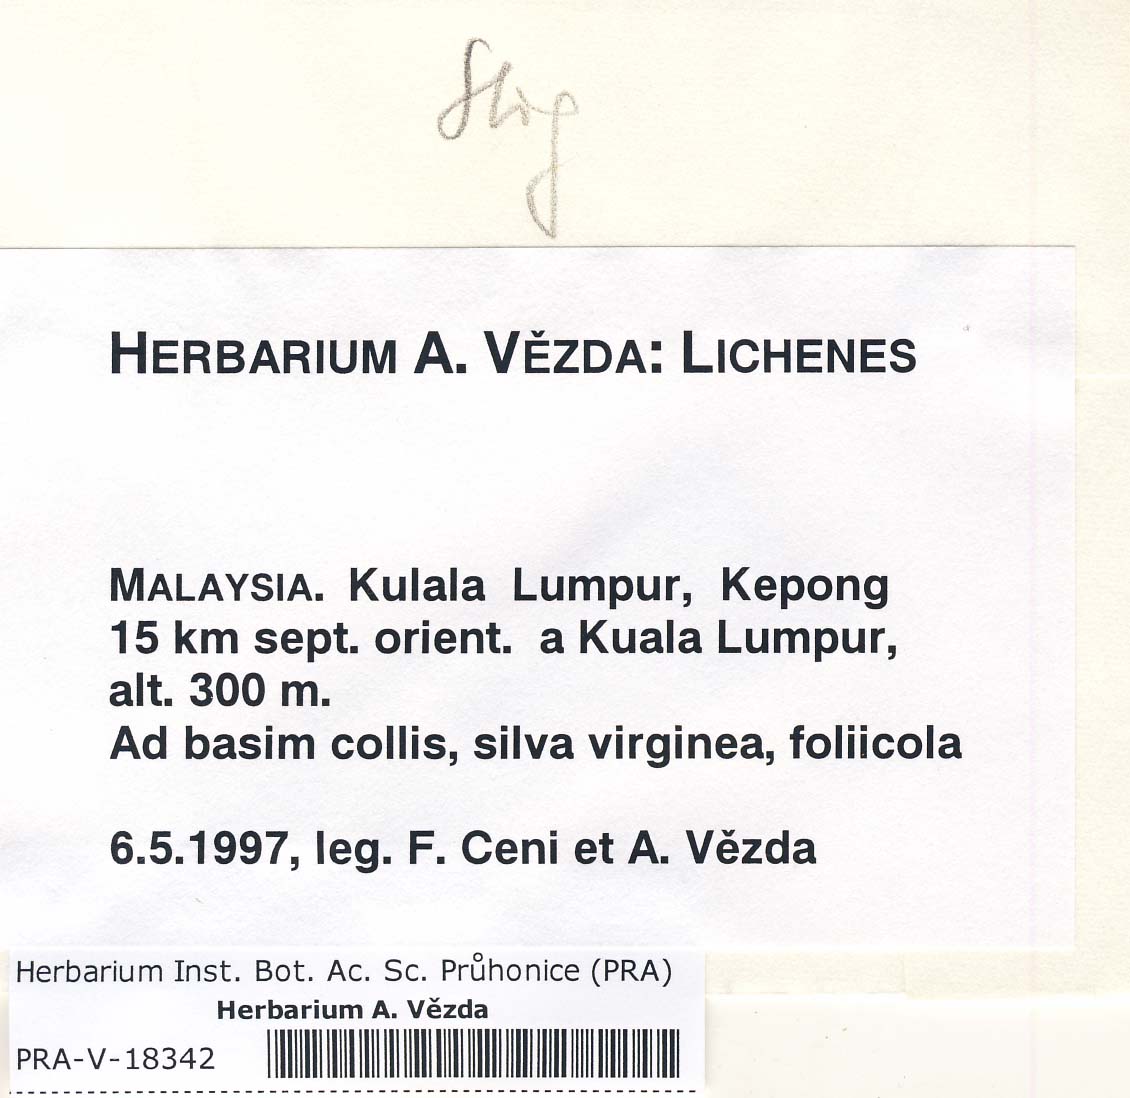 HERBARIUM A. VĚZDA: LICHENES
MALAYSIA. Kulala Lumpur, Kepong
15 km sept. orient. a Kuala Lumpur,
alt. 300 m.
Ad basim collis, silva virginea, foliicola
6.5.1997, leg. F. Ceni et A. Vězda
Herbarium Inst. Bot. Ac. Sc. Průhonice (PRA)
Herbarium A. Vězda
PRA-V-18342